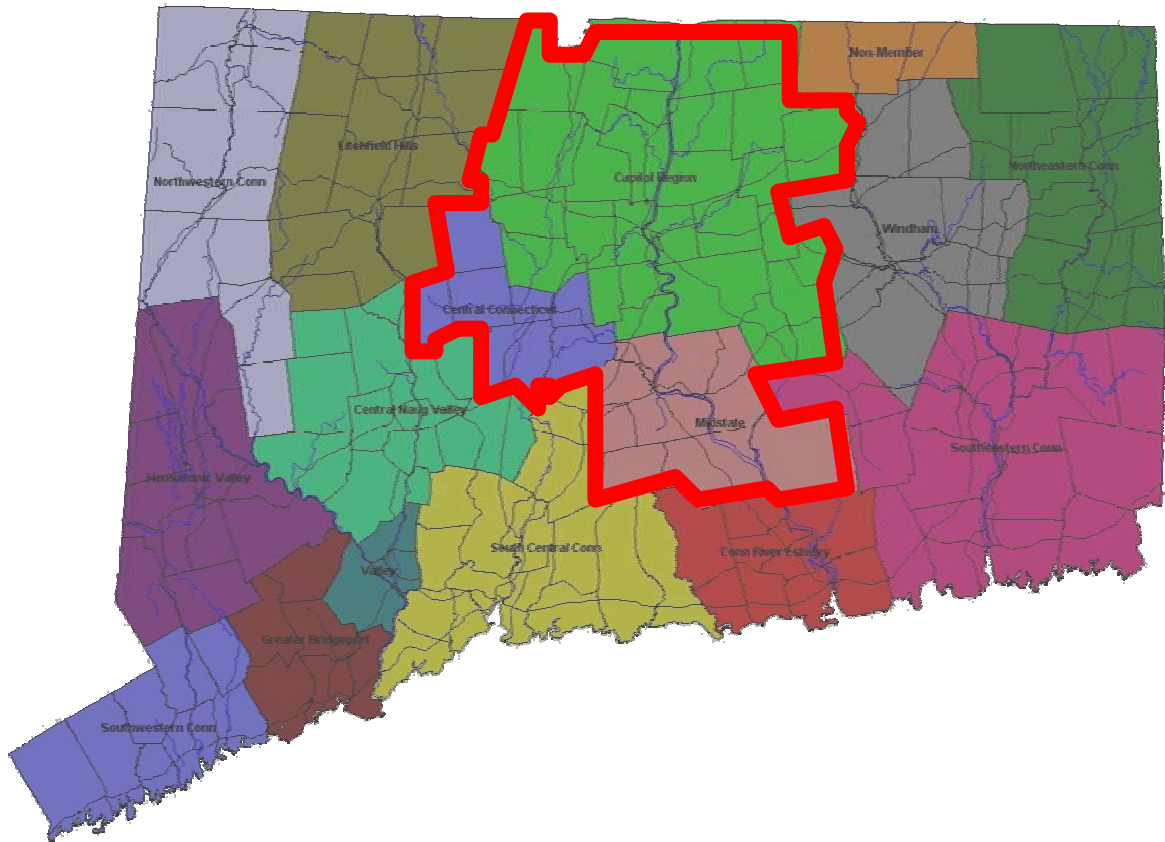 Non-Member
Litchfield Hills
Northwestern Conn
Capitol Region
Northeastern Conn
Windham
Central Connecticut
Central Naug Valley
Midstate
Southeastern Conn
Housatonic Valley
South Central Conn
Conn River Estuary
Valley
Greater Bridgeport
Southwestern Conn